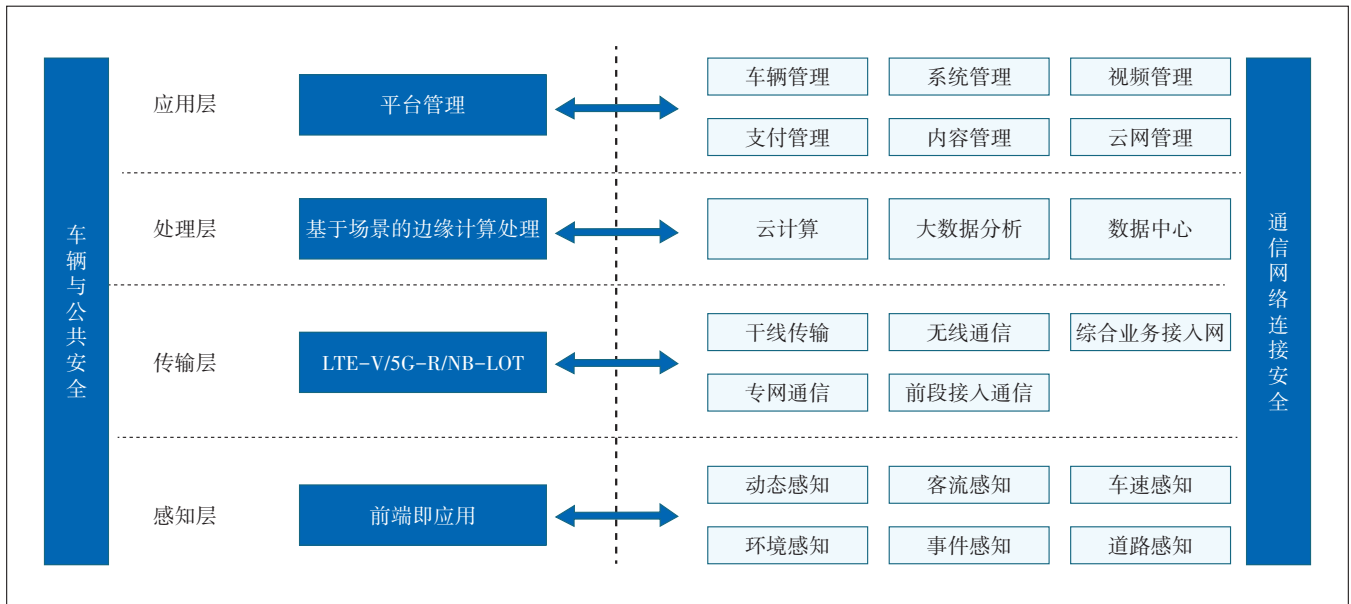 车辆与公共安全
应用层
平台管理
车辆管理
系统管理
视频管理
支付管理
内容管理
云网管理
处理层
基于场景的边缘计算处理
云计算
大数据分析
数据中心
传输层
LTE-V/5G-R/NB-LOT
干线传输
无线通信
综合业务接入网
专网通信
前段接入通信
感知层
前端即应用
动态感知
客流感知
车速感知
环境感知
事件感知
道路感知
通信网络连接安全